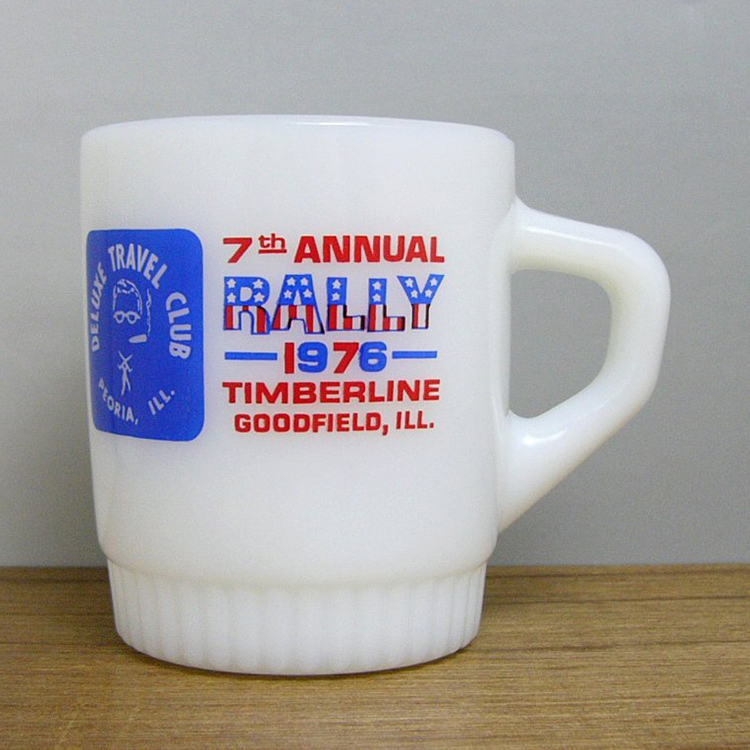 DELUXE TRAVEL CLUB
PEORIA, ILL.
7th ANNUAL
RALLY
1976
TIMBERLINE
GOODFIELD, ILL.